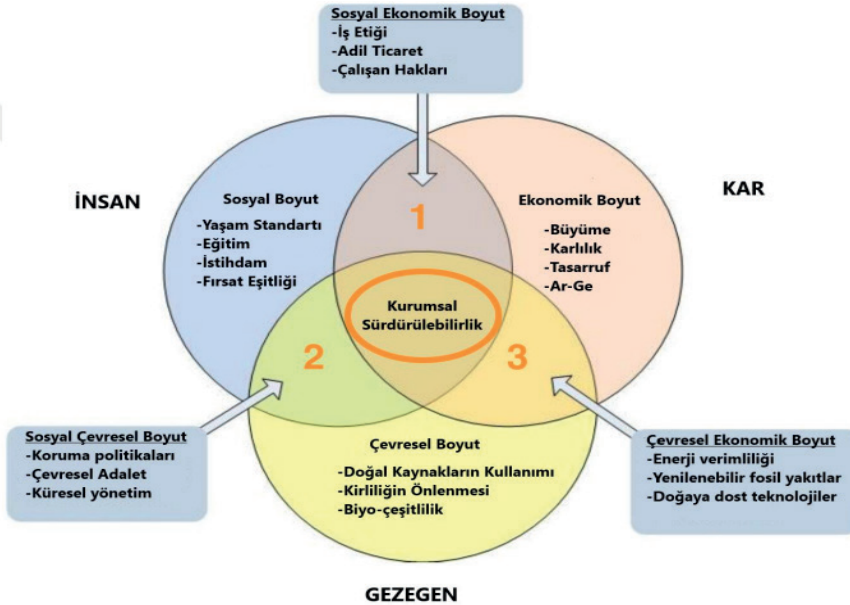 Sosyal Ekonomik Boyut
-İş Etiği
-Adil Ticaret
-Çalışan Hakları
İNSAN
KAR
Sosyal Boyut
-Yaşam Standartı
-Eğitim
-İstihdam
-Fırsat Eşitliği
1
Ekonomik Boyut
-Büyüme
-Karlılık
-Tasarruf
-Ar-Ge
Kurumsal
Sürdürülebilirlik
2
3
Sosyal Çevresel Boyut
-Koruma politikaları
-Çevresel Adalet
-Küresel yönetim
Çevresel Boyut
-Doğal Kaynakların Kullanımı
-Kirliliğin Önlenmesi
-Biyo-çeşitlilik
Çevresel Ekonomik Boyut
-Enerji verimliliği
-Yenilenebilir fosil yakıtlar
-Doğaya dost teknolojiler
GEZEGEN